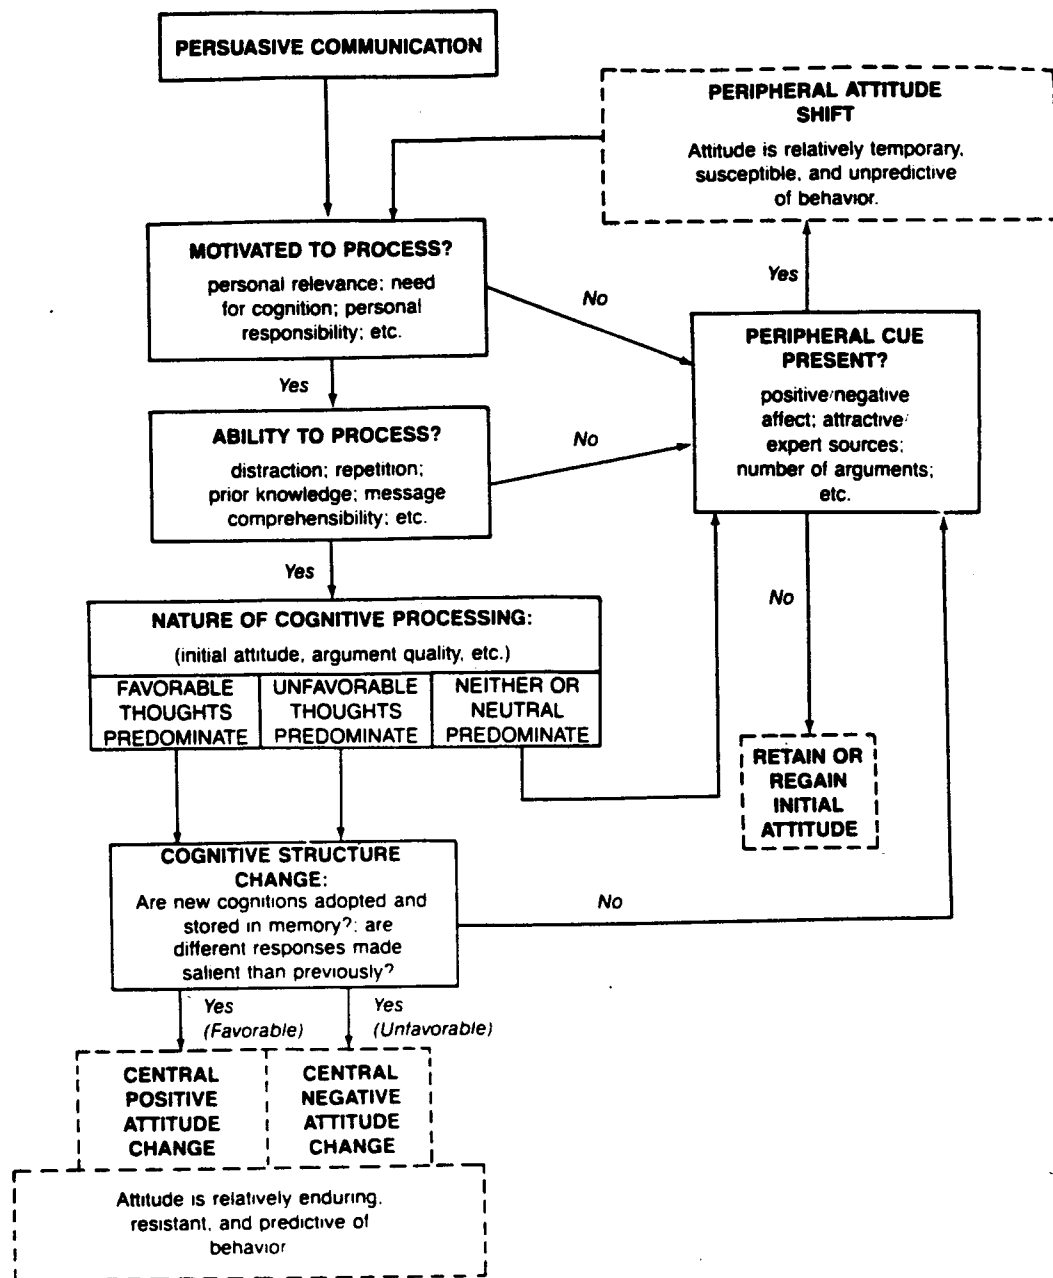 PERSUASIVE COMMUNICATION
PERIPHERAL ATTITUDE
SHIFT
Attitude is relatively temporary,
susceptible, and unpredictive
of behavior.
MOTIVATED TO PROCESS?
personal relevance; need
for cognition; personal
responsibility; etc.
No
Yes
PERIPHERAL CUE
PRESENT?
positive/negative
affect; attractive/
expert sources;
number of arguments;
etc.
Yes
ABILITY TO PROCESS?
distraction; repetition;
prior knowledge; message
comprehensibility; etc.
No
Yes
No
NATURE OF COGNITIVE PROCESSING:
(initial attitude, argument quality, etc.)
FAVORABLE
THOUGHTS
PREDOMINATE
UNFAVORABLE
THOUGHTS
PREDOMINATE
NEITHER OR
NEUTRAL
PREDOMINATE
RETAIN OR
REGAIN
INITIAL
ATTITUDE
COGNITIVE STRUCTURE
CHANGE:
Are new cognitions adopted and
stored in memory?; are
different responses made
salient than previously?
No
Yes
(Favorable)
Yes
(Unfavorable)
CENTRAL
POSITIVE
ATTITUDE
CHANGE
CENTRAL
NEGATIVE
ATTITUDE
CHANGE
Attitude is relatively enduring,
resistant, and predictive of
behavior